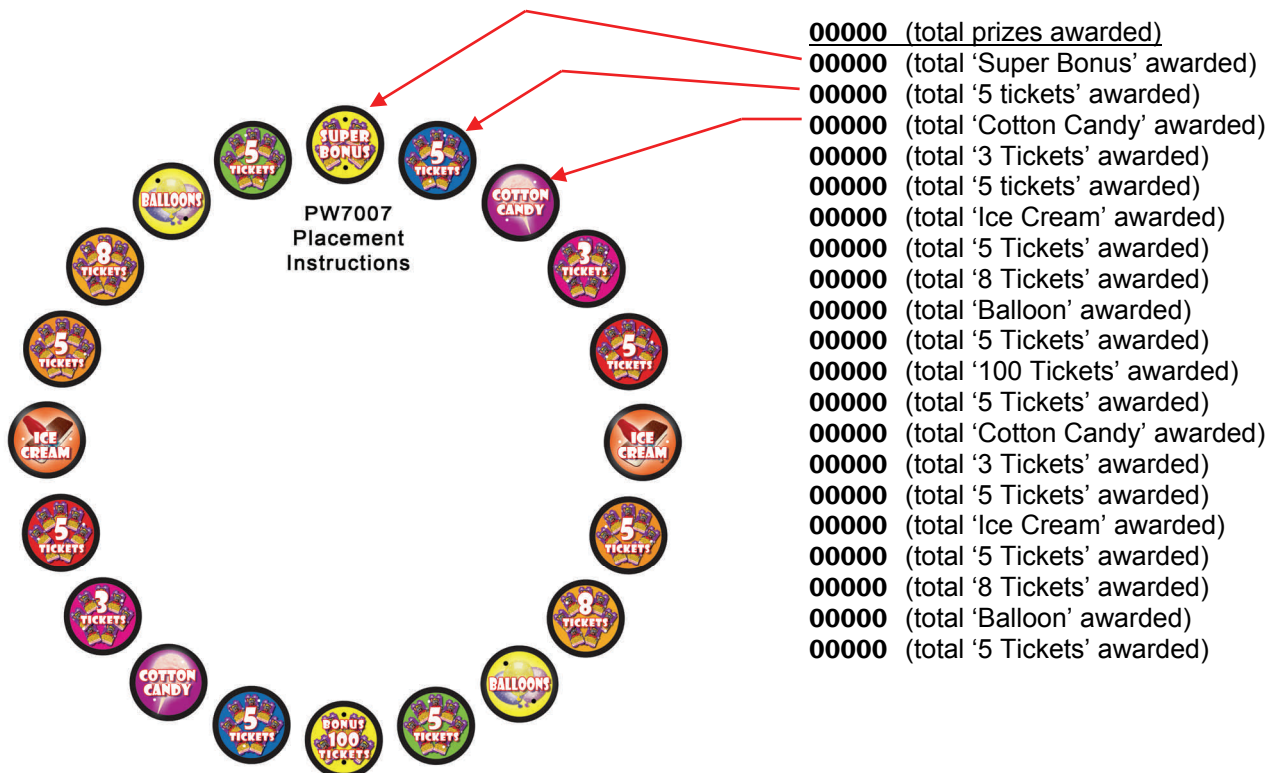 00000 (total prizes awarded)
00000 (total ‘Super Bonus’ awarded)
00000 (total ‘5 tickets’ awarded)
00000 (total ‘Cotton Candy’ awarded)
00000 (total ‘3 Tickets’ awarded)
00000 (total ‘5 tickets’ awarded)
00000 (total ‘Ice Cream’ awarded)
00000 (total ‘5 Tickets’ awarded)
00000 (total ‘8 Tickets’ awarded)
00000 (total ‘Balloon’ awarded)
00000 (total ‘5 Tickets’ awarded)
00000 (total ‘100 Tickets’ awarded)
00000 (total ‘5 Tickets’ awarded)
00000 (total ‘Cotton Candy’ awarded)
00000 (total ‘3 Tickets’ awarded)
00000 (total ‘5 Tickets’ awarded)
00000 (total ‘Ice Cream’ awarded)
00000 (total ‘5 Tickets’ awarded)
00000 (total ‘8 Tickets’ awarded)
00000 (total ‘Balloon’ awarded)
00000 (total ‘5 Tickets’ awarded)
PW7007
Placement
Instructions
SUPER
BONUS
5
TICKETS
COTTON
CANDY
3
TICKETS
5
TICKETS
ICE
CREAM
5
TICKETS
8
TICKETS
BALLOONS
5
TICKETS
BONUS
100
TICKETS
5
TICKETS
COTTON
CANDY
3
TICKETS
5
TICKETS
ICE
CREAM
5
TICKETS
8
TICKETS
BALLOONS
5
TICKETS